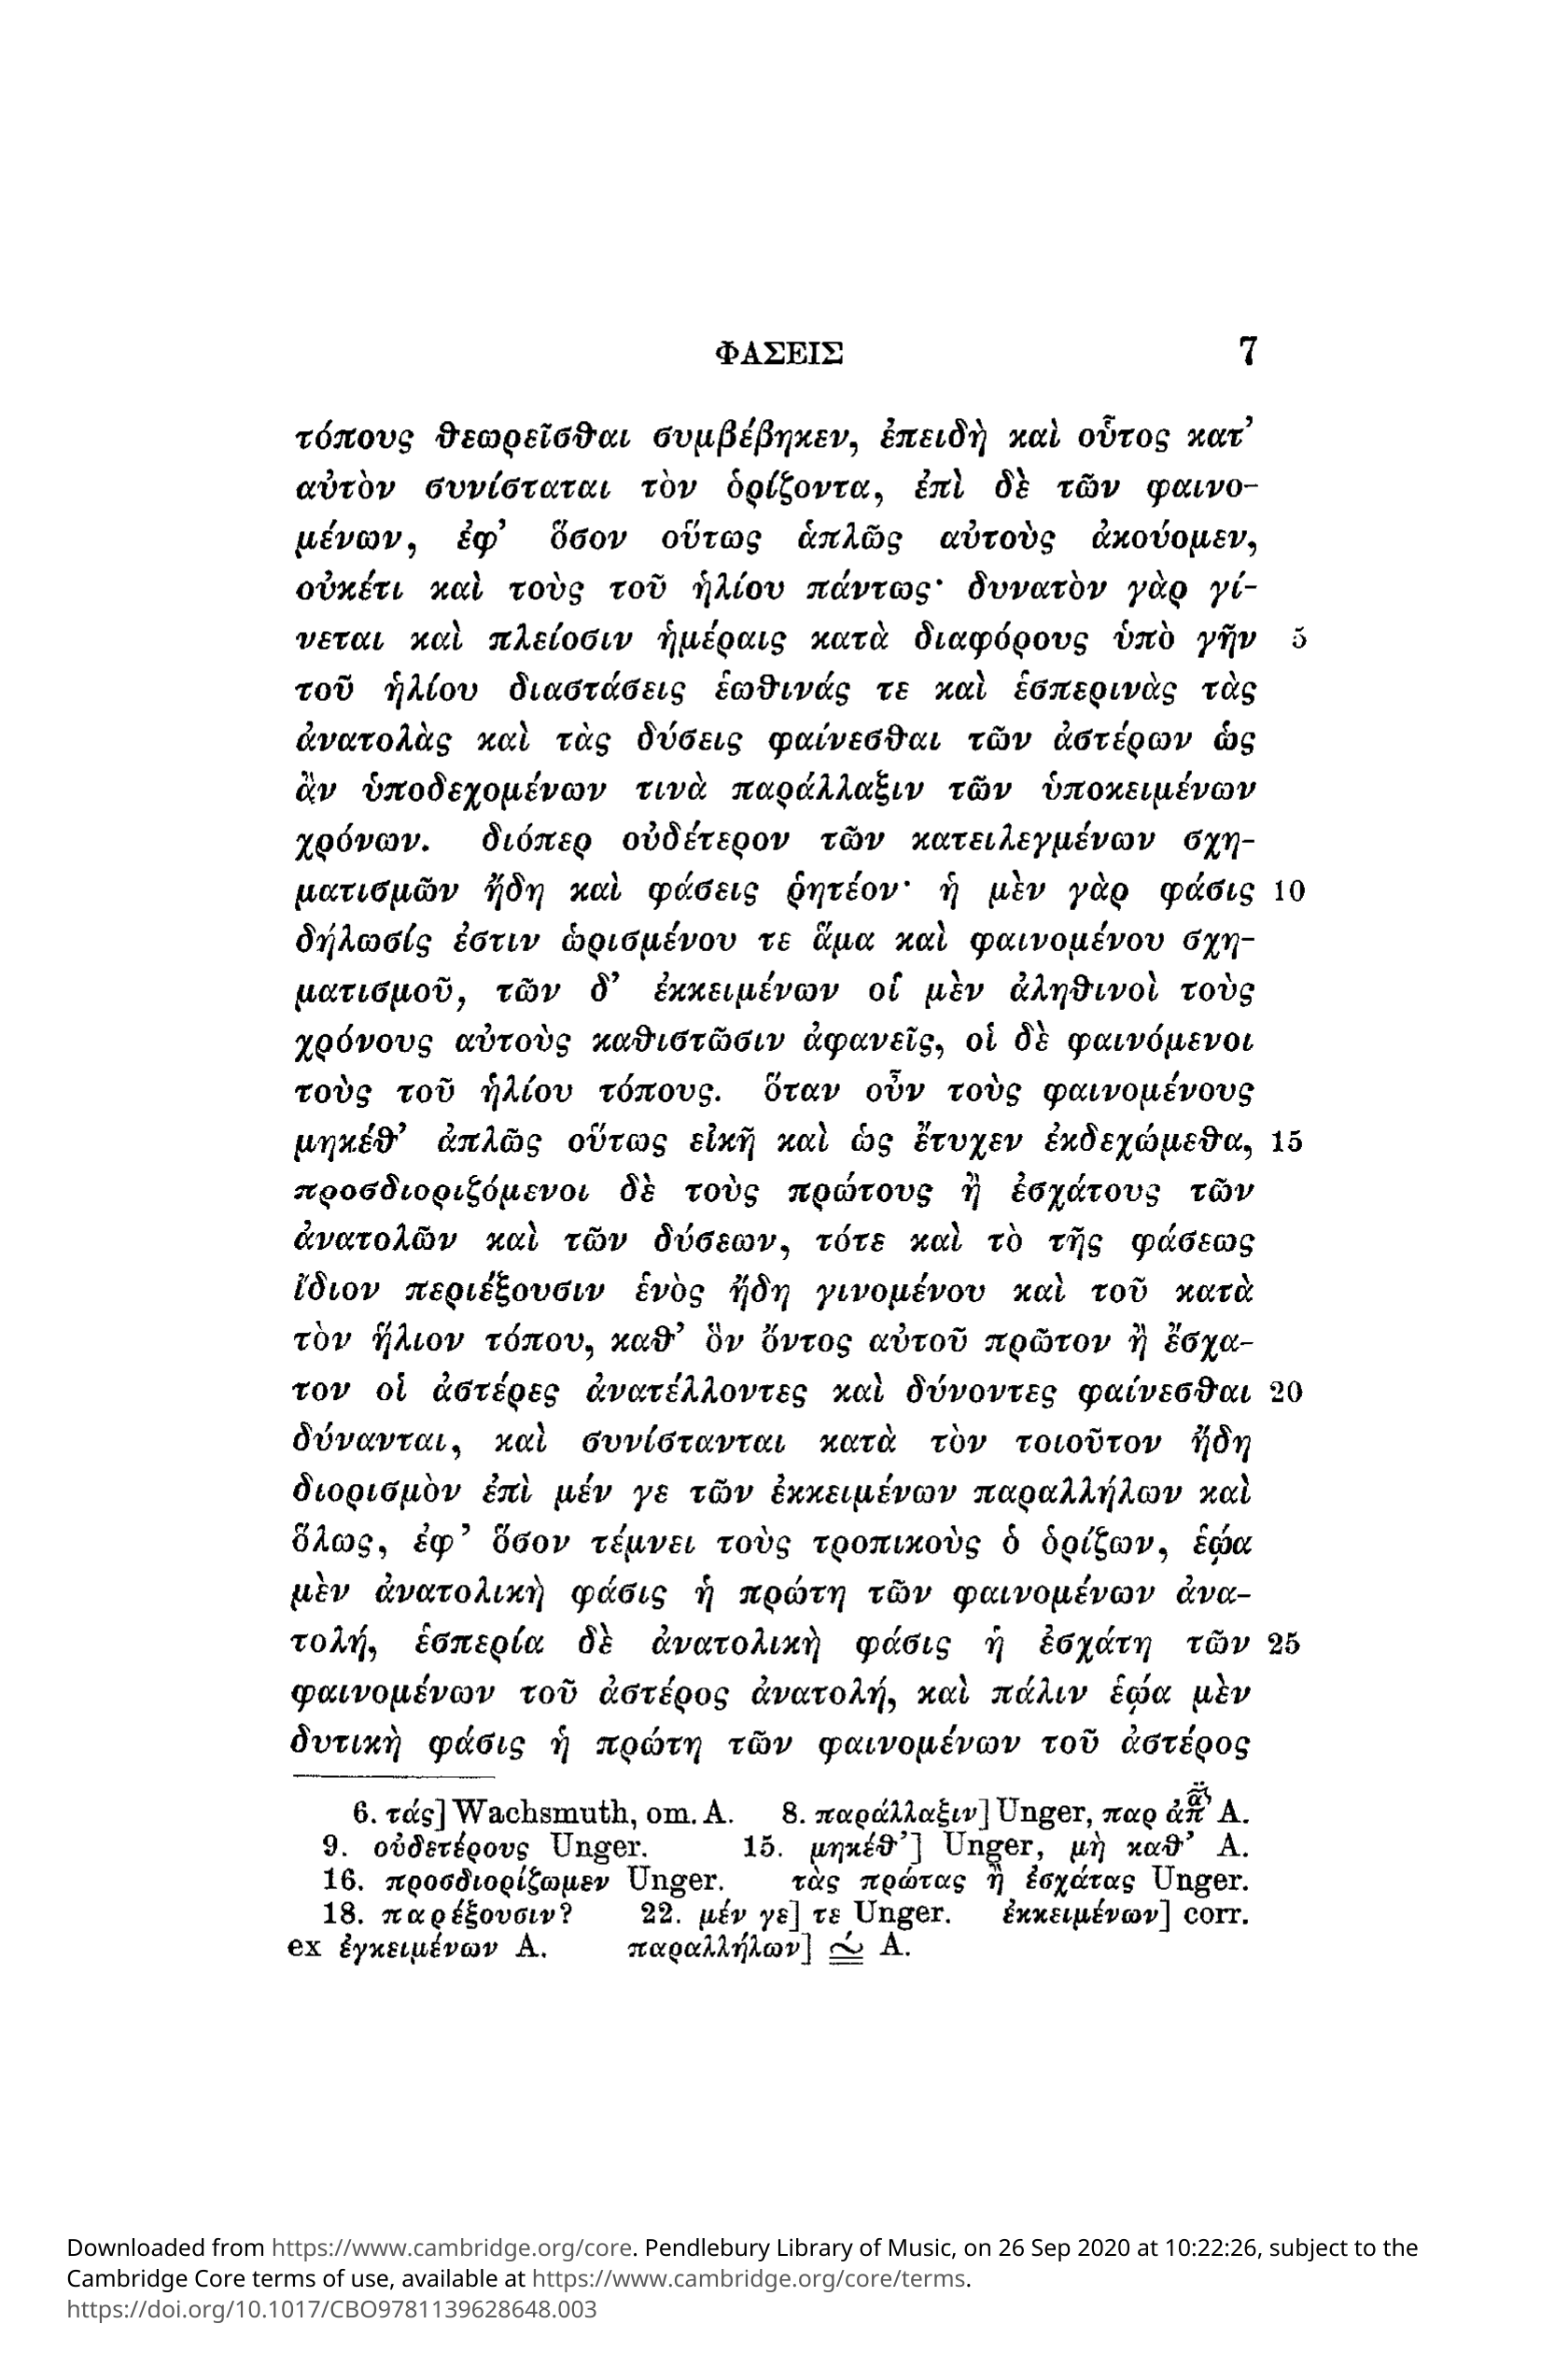 ΦΑΣΕΙΣ 7
τόπους θεωρεῖσθαι συμβέβηκεν, ἐπειδὴ καὶ οὗτος κατ’
αὐτὸν συνίσταται τὸν ὁρίζοντα, ἐπὶ δὲ τῶν φαινο-
μένων, ἐφ’ ὅσον οὕτως ἁπλῶς αὐτοὺς ἀκούομεν,
οὐκέτι καὶ τοὺς τοῦ ἡλίου πάντως· δυνατὸν γὰρ γί-
νεται καὶ πλείοσιν ἡμέραις κατὰ διαφόρους ὑπὸ γῆν 5
τοῦ ἡλίου διαστάσεις ἑωθινάς τε καὶ ἑσπερινὰς τὰς
ἀνατολὰς καὶ τὰς δύσεις φαίνεσθαι τῶν ἀστέρων ὡς
ἂν ὑποδεχομένων τινὰ παράλλαξιν τῶν ὑποκειμένων
χρόνων. διόπερ οὐδέτερον τῶν κατειλεγμένων σχη-
ματισμῶν ἤδη καὶ φάσεις ῥητέον· ἡ μὲν γὰρ φάσις 10
δήλωσίς ἐστιν ὡρισμένου τε ἅμα καὶ φαινομένου σχη-
ματισμοῦ, τῶν δ’ ἐκκειμένων οἱ μὲν ἀληθινοὶ τοὺς
χρόνους αὐτοὺς καθιστῶσιν ἀφανεῖς, οἱ δὲ φαινόμενοι
τοὺς τοῦ ἡλίου τόπους. ὅταν οὖν τοὺς φαινομένους
μηκέθ’ ἁπλῶς οὕτως εἰκῆ καὶ ὡς ἔτυχεν ἐκδεχώμεθα, 15
προσδιοριζόμενοι δὲ τοὺς πρώτους ἢ ἐσχάτους τῶν
ἀνατολῶν καὶ τῶν δύσεων, τότε καὶ τὸ τῆς φάσεως
ἴδιον περιέξουσιν ἑνὸς ἤδη γινομένου καὶ τοῦ κατὰ
τὸν ἥλιον τόπου, καθ’ ὃν ὄντος αὐτοῦ πρῶτον ἢ ἔσχα-
τον οἱ ἀστέρες ἀνατέλλοντες καὶ δύνοντες φαίνεσθαι 20
δύνανται, καὶ συνίστανται κατὰ τὸν τοιοῦτον ἤδη
διορισμὸν ἐπὶ μέν γε τῶν ἐκκειμένων παραλλήλων καὶ
ὅλως, ἐφ’ ὅσον τέμνει τοὺς τροπικοὺς ὁ ὁρίζων, ἑῴα
μὲν ἀνατολικὴ φάσις ἡ πρώτη τῶν φαινομένων ἀνα-
τολή, ἑσπερία δὲ ἀνατολικὴ φάσις ἡ ἐσχάτη τῶν 25
φαινομένων τοῦ ἀστέρος ἀνατολή, καὶ πάλιν ἑῴα μὲν
δυτικὴ φάσις ἡ πρώτη τῶν φαινομένων τοῦ ἀστέρος
6. τάς] Wachsmuth, om. A. 8. παράλλαξιν] Unger, παρ A.
9. οὐδετέρους Unger. 15. μηκέθ’] Unger, μὴ καθ’ A.
16. προσδιορίζωμεν Unger. τὰς πρώτας ἢ ἐσχάτας Unger.
18. παρέξουσιν? 22. μέν γε] τε Unger. ἐκκειμένων] corr.
ex ἐγκειμένων A. παραλλήλων] A.
Downloaded from https://www.cambridge.org/core. Pendlebury Library of Music, on 26 Sep 2020 at 10:22:26, subject to the
Cambridge Core terms of use, available at https://www.cambridge.org/core/terms.
https://doi.org/10.1017/CBO9781139628648.003